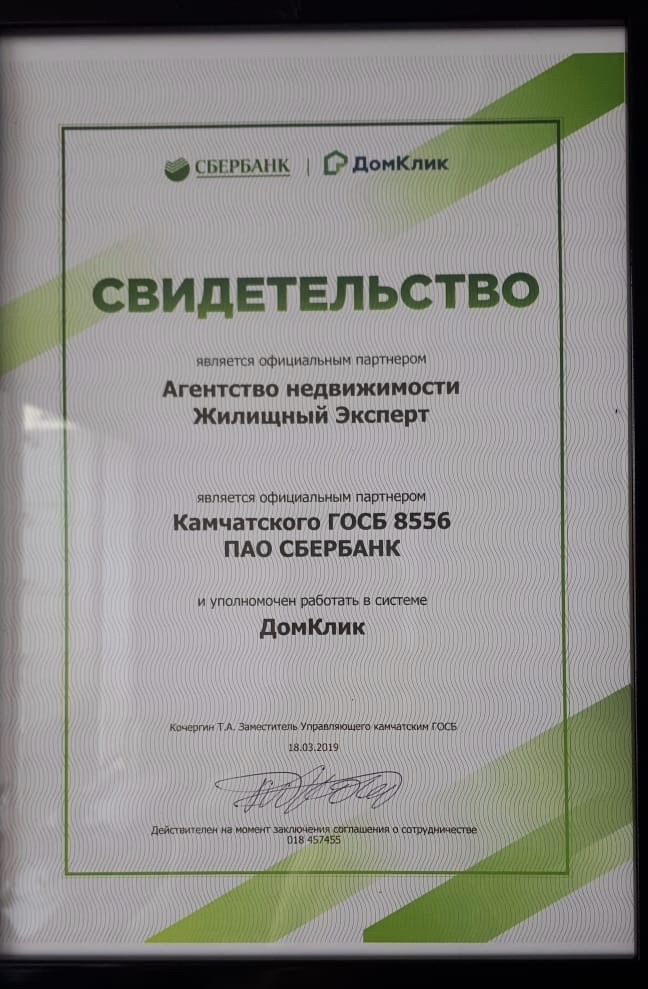 СБЕРБАНК | ДомКлик
СВИДЕТЕЛЬСТВО
является официальным партнером
Агентство недвижимости
Жилищный Эксперт
является официальным партнером
Камчатского ГОСБ 8556
ПАО СБЕРБАНК
и уполномочен работать в системе
ДомКлик
Кочергин Т.А. Заместитель Управляющего камчатским ГОСБ
18.03.2019
Действителен на момент заключения соглашения о сотрудничестве
018 457455